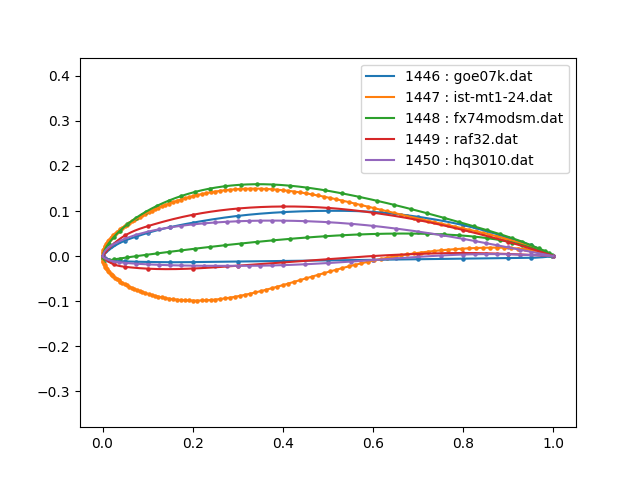 0.4
0.3
0.2
0.1
0.0
−0.1
−0.2
−0.3
0.0 0.2 0.4 0.6 0.8 1.0
1446 : goe07k.dat
1447 : ist-mt1-24.dat
1448 : fx74modsm.dat
1449 : raf32.dat
1450 : hq3010.dat